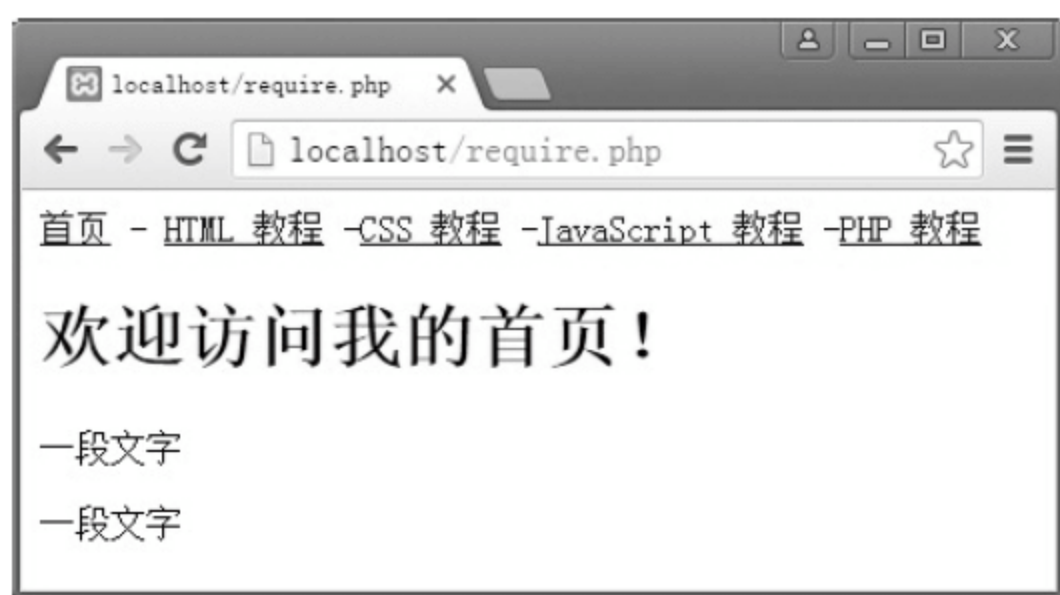 localhost/require.php
localhost/require.php
首页 - HTML 教程 -CSS 教程 -JavaScript 教程 -PHP 教程
欢迎访问我的首页！
一段文字
一段文字